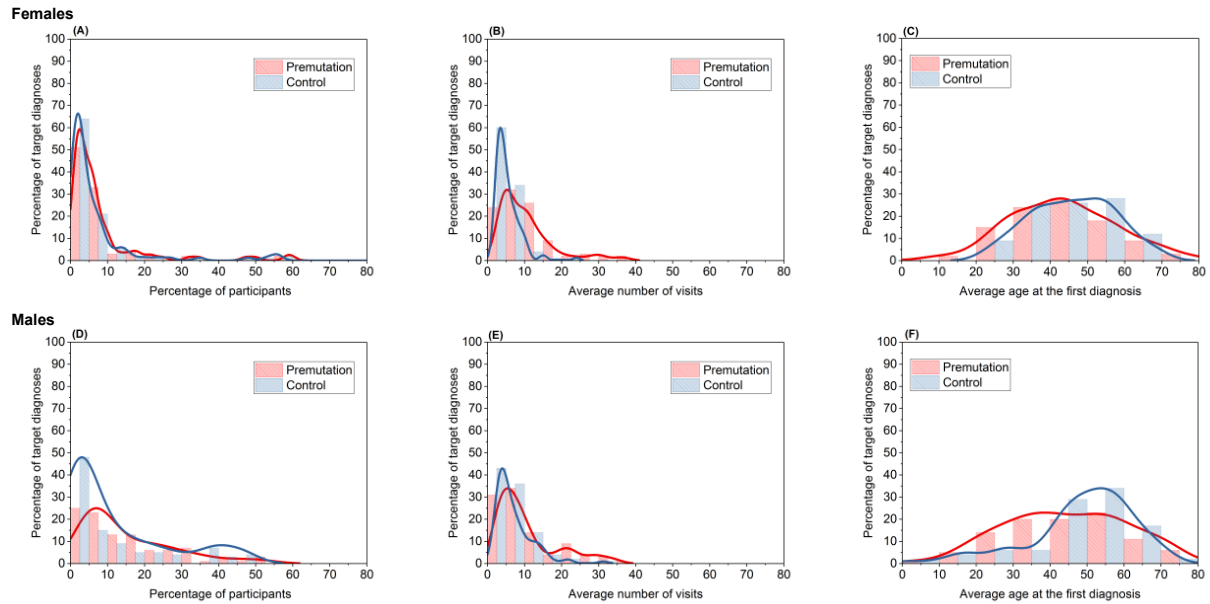 Females
(A)
Percentage of target diagnoses
100
90
80
70
60
50
40
30
20
10
0
Premutation
Control
0 10 20 30 40 50 60 80
Percentage of participants
(B)
Percentage of target diagnoses
100
90
80
70
60
50
40
30
20
10
0
Premutation
Control
0 10 20 30 40 50 60 80
Average number of visits
(C)
Percentage of target diagnoses
100
90
80
70
60
50
40
30
20
10
0
Premutation
Control
0 10 20 30 40 50 60 70 80
Average age at the first diagnosis
Males
(D)
Percentage of target diagnoses
100
90
80
70
60
50
40
30
20
10
0
Premutation
Control
0 10 20 30 40 50 60 80
Percentage of participants
(E)
Percentage of target diagnoses
100
90
80
70
60
50
40
30
20
10
0
Premutation
Control
0 10 20 30 40 50 60 80
Average number of visits
(F)
Percentage of target diagnoses
100
90
80
70
60
50
40
30
20
10
0
Premutation
Control
0 10 20 30 40 50 60 70 80
Average age at the first diagnosis